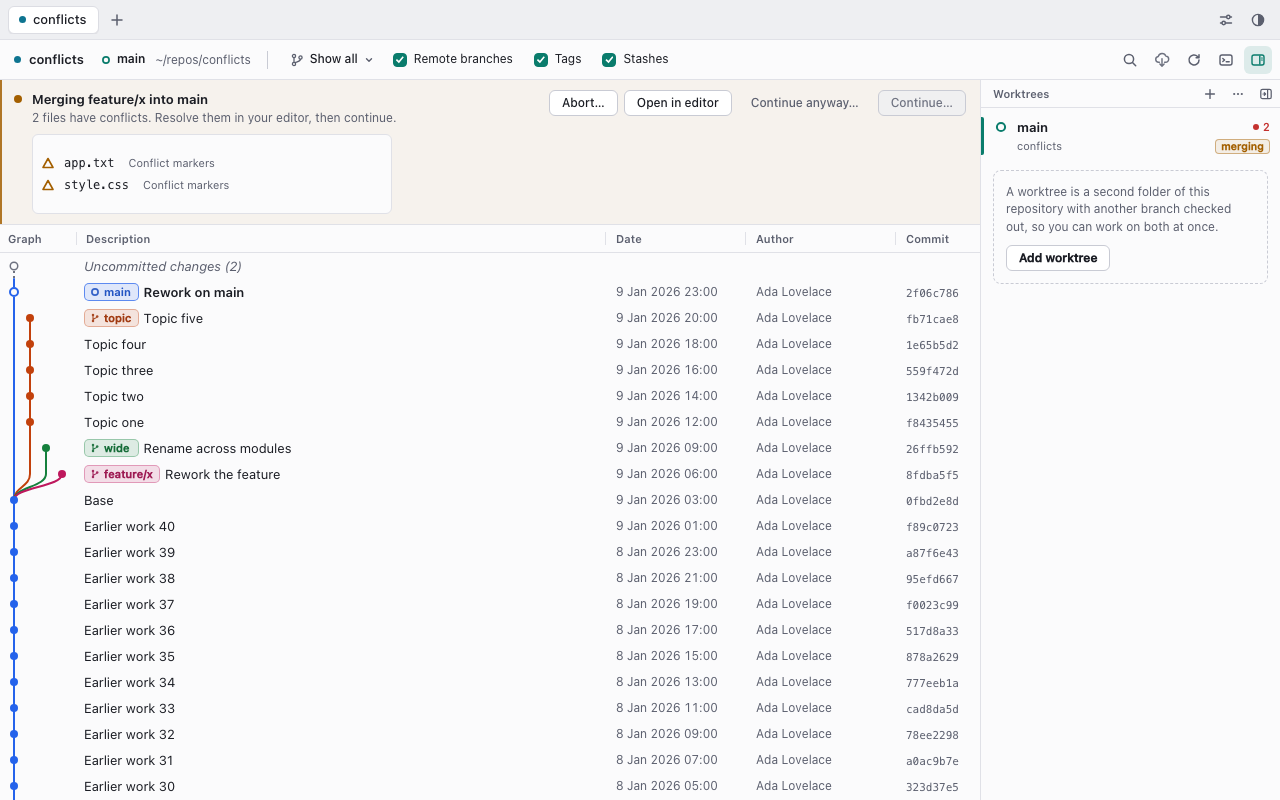 conflicts
conflicts main ~/repos/conflicts Show all Remote branches Tags Stashes
Merging feature/x into main
2 files have conflicts. Resolve them in your editor, then continue.
Abort... Open in editor Continue anyway... Continue...
app.txt Conflict markers
style.css Conflict markers
Graph Description Date Author Commit
Uncommitted changes (2)
main Rework on main 9 Jan 2026 23:00 Ada Lovelace 2f06c786
topic Topic five 9 Jan 2026 20:00 Ada Lovelace fb71cae8
Topic four 9 Jan 2026 18:00 Ada Lovelace 1e65b5d2
Topic three 9 Jan 2026 16:00 Ada Lovelace 559f472d
Topic two 9 Jan 2026 14:00 Ada Lovelace 1342b009
Topic one 9 Jan 2026 12:00 Ada Lovelace f8435455
wide Rename across modules 9 Jan 2026 09:00 Ada Lovelace 26ffb592
feature/x Rework the feature 9 Jan 2026 06:00 Ada Lovelace 8fdba5f5
Base 9 Jan 2026 03:00 Ada Lovelace 0fbd2e8d
Earlier work 40 9 Jan 2026 01:00 Ada Lovelace f89c0723
Earlier work 39 8 Jan 2026 23:00 Ada Lovelace a87f6e43
Earlier work 38 8 Jan 2026 21:00 Ada Lovelace 95efd667
Earlier work 37 8 Jan 2026 19:00 Ada Lovelace f0023c99
Earlier work 36 8 Jan 2026 17:00 Ada Lovelace 517d8a33
Earlier work 35 8 Jan 2026 15:00 Ada Lovelace 878a2629
Earlier work 34 8 Jan 2026 13:00 Ada Lovelace 777eeb1a
Earlier work 33 8 Jan 2026 11:00 Ada Lovelace cad8da5d
Earlier work 32 8 Jan 2026 09:00 Ada Lovelace 78ee2298
Earlier work 31 8 Jan 2026 07:00 Ada Lovelace a0ac9b7e
Earlier work 30 8 Jan 2026 05:00 Ada Lovelace 323d37e5
Worktrees
main 2
conflicts merging
A worktree is a second folder of this
repository with another branch checked
out, so you can work on both at once.
Add worktree